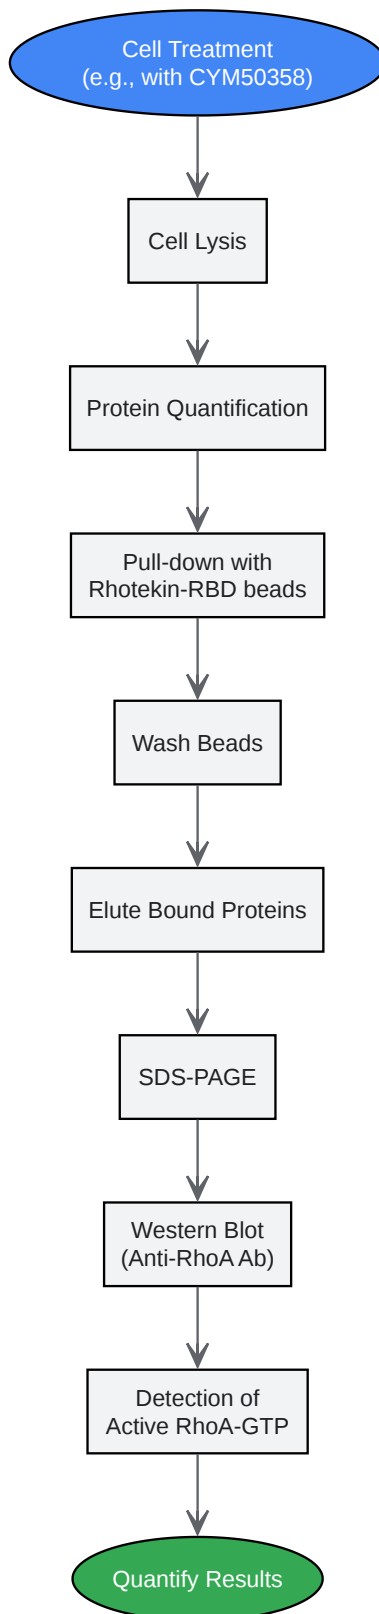 Cell Treatment
(e.g., with CYM50358)
Cell Lysis
Protein Quantification
Pull-down with
Rhotekin-RBD beads
Wash Beads
Elute Bound Proteins
SDS-PAGE
Western Blot
(Anti-RhoA Ab)
Detection of
Active RhoA-GTP
Quantify Results